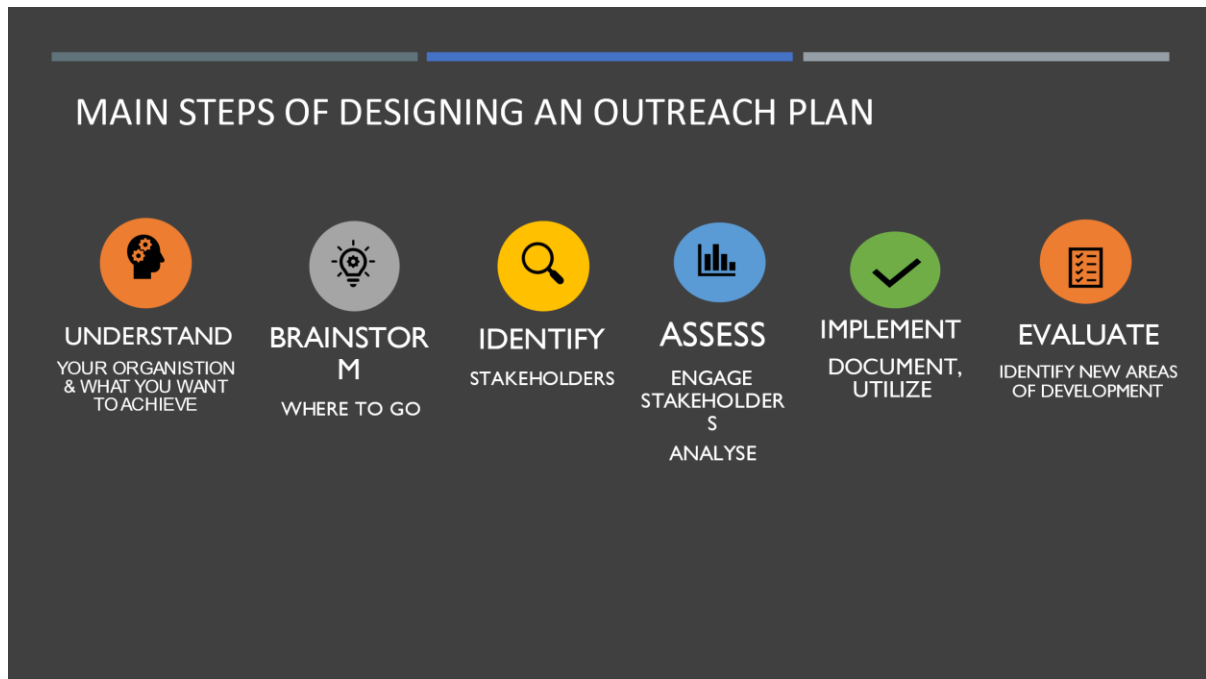 MAIN STEPS OF DESIGNING AN OUTREACH PLAN
UNDERSTAND
YOUR ORGANISTION
& WHAT YOU WANT
TO ACHIEVE
BRAINSTOR
M
WHERE TO GO
IDENTIFY
STAKEHOLDERS
ASSESS
ENGAGE
STAKEHOLDER
S
ANALYSE
IMPLEMENT
DOCUMENT,
UTILIZE
EVALUATE
IDENTIFY NEW AREAS
OF DEVELOPMENT